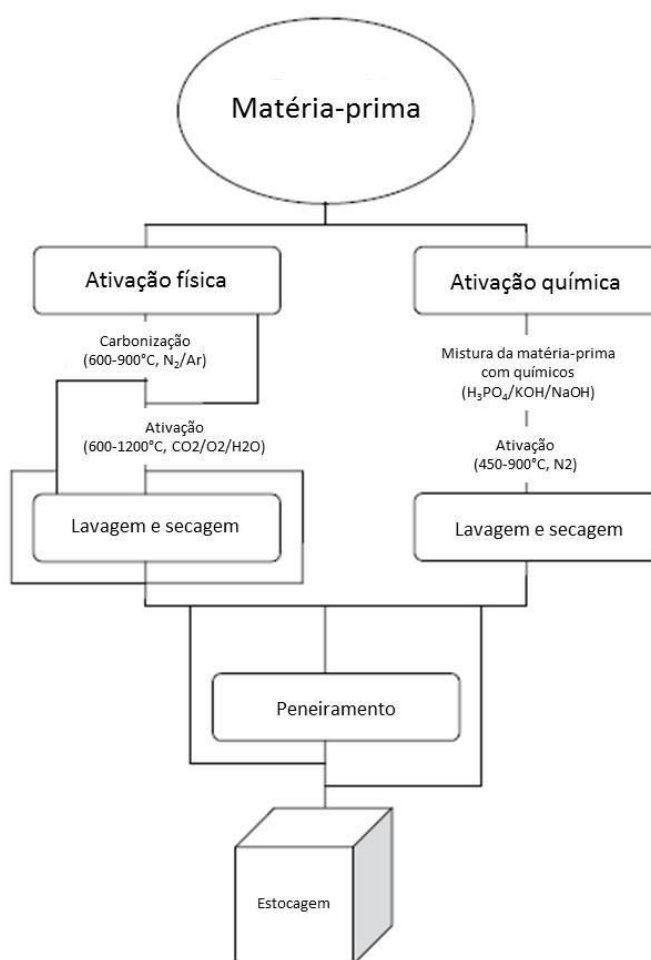 Matéria-prima
Ativação física
Carbonização
(600-900°C, N₂/Ar)
Ativação
(600-1200°C, CO2/O2/H2O)
Lavagem e secagem
Ativação química
Mistura da matéria-prima
com químicos
(H₃PO₄/KOH/NaOH)
Ativação
(450-900°C, N2)
Lavagem e secagem
Peneiramento
Estocagem